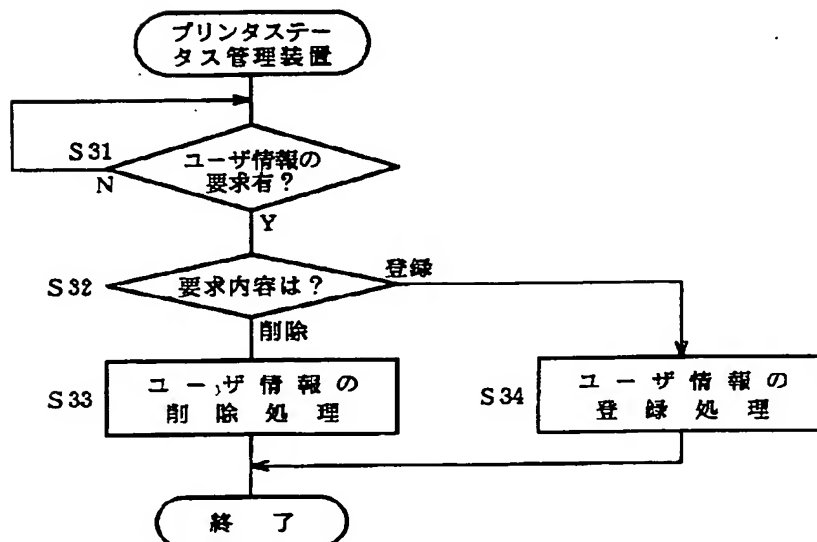 プリンタステー
タス管理装置
S31
ユーザ情報の
要求有？
N
Y
S32
要求内容は？
登録
削除
S33
ユーザ情報の
削除処理
S34
ユーザ情報の
登録処理
終了